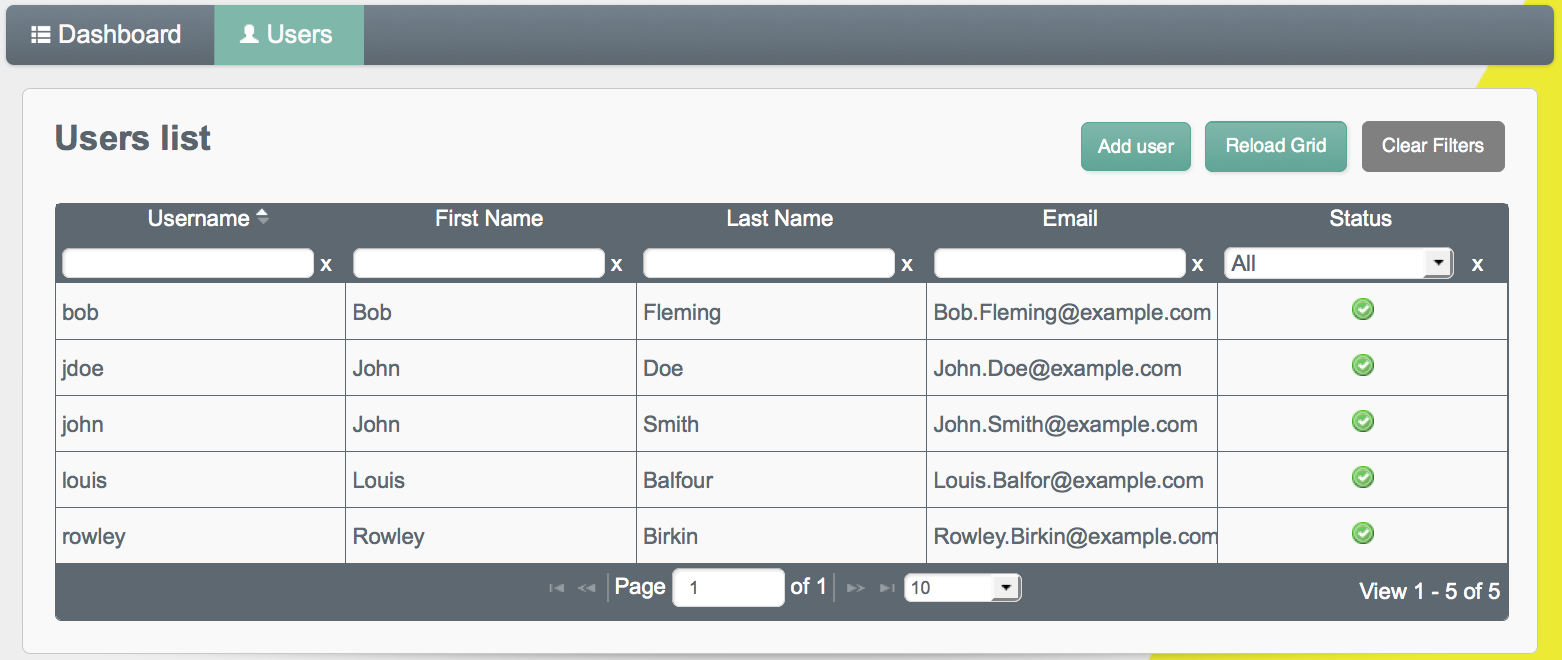 Dashboard Users
Users list
Add user Reload Grid Clear Filters
Username First Name Last Name Email Status
x x x x All x
bob Bob Fleming Bob.Fleming@example.com
jdoe John Doe John.Doe@example.com
john John Smith John.Smith@example.com
louis Louis Balfour Louis.Balfor@example.com
rowley Rowley Birkin Rowley.Birkin@example.com
Page 1 of 1 10 View 1 - 5 of 5